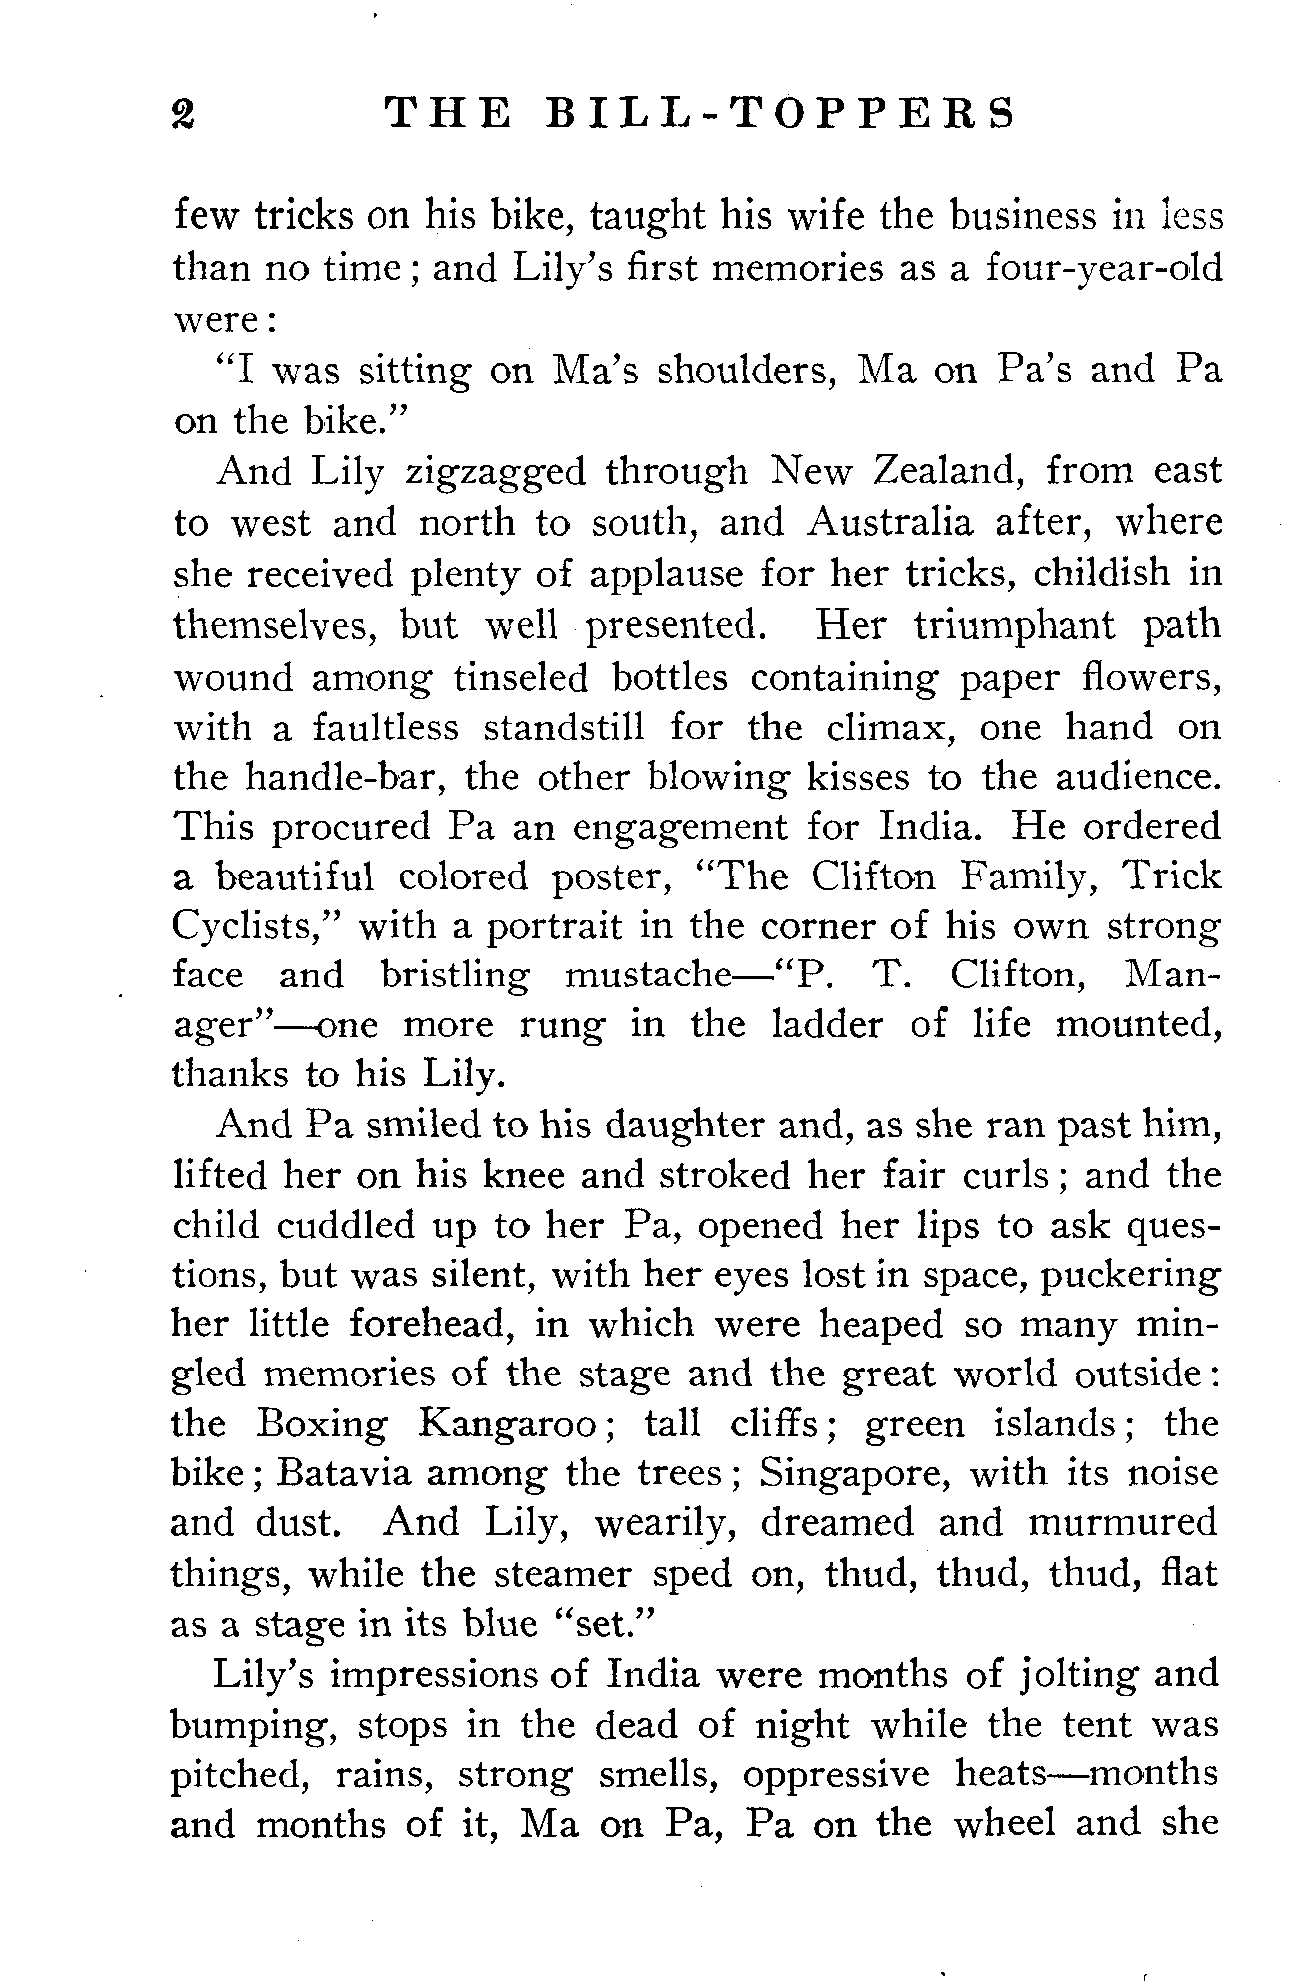 2 THE BILL-TOPPERS
few tricks on his bike, taught his wife the business in less
than no time; and Lily's first memories as a four-year-old
were:
"I was sitting on Ma's shoulders, Ma on Pa's and Pa
on the bike."
And Lily zigzagged through New Zealand, from east
to west and north to south, and Australia after, where
she received plenty of applause for her tricks, childish in
themselves, but well presented. Her triumphant path
wound among tinseled bottles containing paper flowers,
with a faultless standstill for the climax, one hand on
the handle-bar, the other blowing kisses to the audience.
This procured Pa an engagement for India. He ordered
a beautiful colored poster, "The Clifton Family, Trick
Cyclists," with a portrait in the corner of his own strong
face and bristling mustache—"P. T. Clifton, Man-
ager"—one more rung in the ladder of life mounted,
thanks to his Lily.
And Pa smiled to his daughter and, as she ran past him,
lifted her on his knee and stroked her fair curls; and the
child cuddled up to her Pa, opened her lips to ask ques-
tions, but was silent, with her eyes lost in space, puckering
her little forehead, in which were heaped so many min-
gled memories of the stage and the great world outside:
the Boxing Kangaroo; tall cliffs; green islands; the
bike; Batavia among the trees; Singapore, with its noise
and dust. And Lily, wearily, dreamed and murmured
things, while the steamer sped on, thud, thud, thud, flat
as a stage in its blue "set."
Lily's impressions of India were months of jolting and
bumping, stops in the dead of night while the tent was
pitched, rains, strong smells, oppressive heats—months
and months of it, Ma on Pa, Pa on the wheel and she